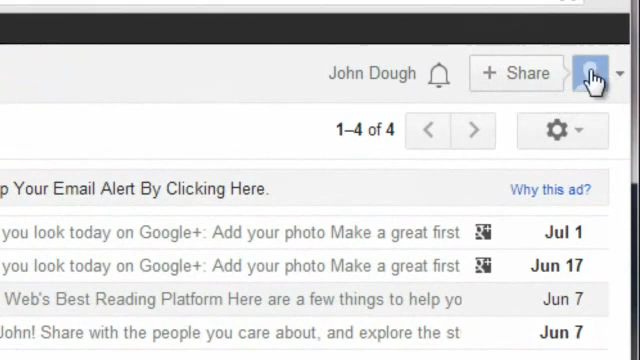 John Dough + Share
1–4 of 4
p Your Email Alert By Clicking Here. Why this ad?
you look today on Google+: Add your photo Make a great first Jul 1
you look today on Google+: Add your photo Make a great first Jun 17
Web's Best Reading Platform Here are a few things to help yo Jun 7
John! Share with the people you care about, and explore the st Jun 7